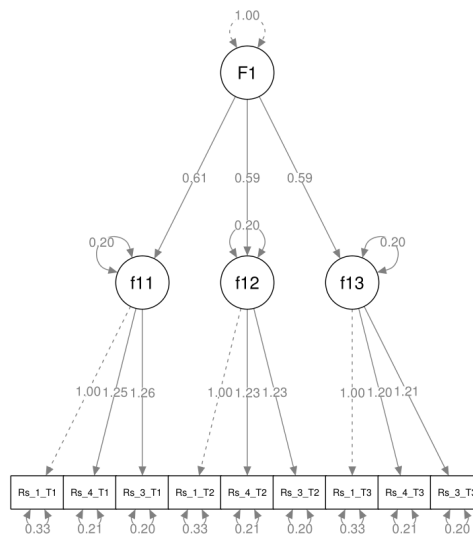 1.00
F1
0.61 0.59 0.59
0.20 0.20 0.20
f11 f12 f13
1.00 1.25 1.26 1.00 1.23 1.23 1.00 1.20 1.21
Rs_1_T1 Rs_4_T1 Rs_3_T1 Rs_1_T2 Rs_4_T2 Rs_3_T2 Rs_1_T3 Rs_4_T3 Rs_3_T3
0.33 0.21 0.20 0.33 0.21 0.20 0.33 0.21 0.20